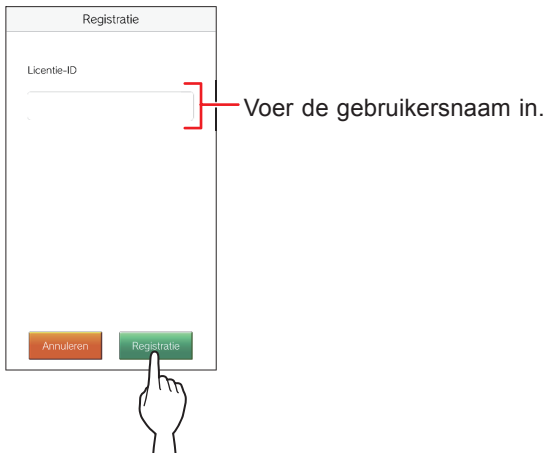 Registratie
Licentie-ID
Voer de gebruikersnaam in.
Annuleren Registratie